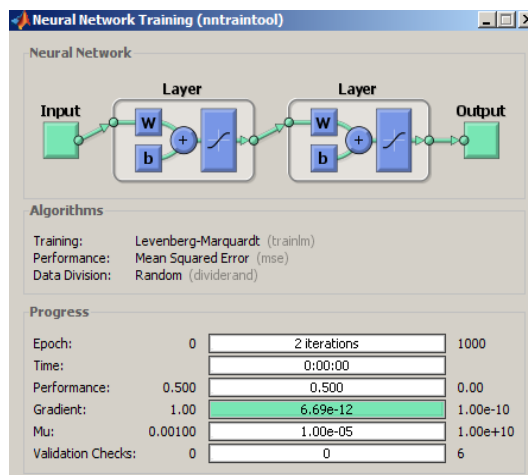 Neural Network Training (nntraintool)
Neural Network
Layer Layer
Input Output
W W
+ +
b b
Algorithms
Training: Levenberg-Marquardt (trainlm)
Performance: Mean Squared Error (mse)
Data Division: Random (dividerand)
Progress
Epoch: 0 2 iterations 1000
Time: 0:00:00
Performance: 0.500 0.500 0.00
Gradient: 1.00 6.69e-12 1.00e-10
Mu: 0.00100 1.00e-05 1.00e+10
Validation Checks: 0 0 6